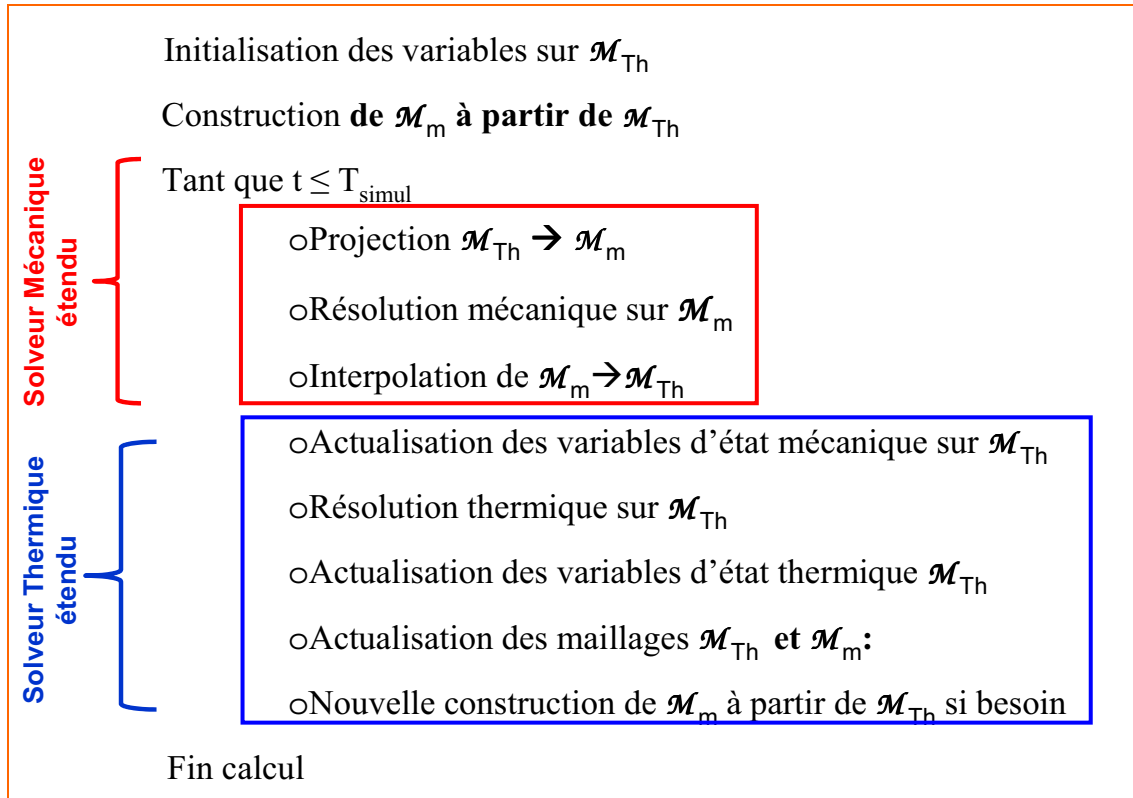 Initialisation des variables sur ℳTh
Construction de ℳm à partir de ℳTh
Tant que t ≤ Tsimul
oProjection ℳTh → ℳm
oRésolution mécanique sur ℳm
oInterpolation de ℳm→ℳTh
oActualisation des variables d’état mécanique sur ℳTh
oRésolution thermique sur ℳTh
oActualisation des variables d’état thermique ℳTh
oActualisation des maillages ℳTh et ℳm:
oNouvelle construction de ℳm à partir de ℳTh si besoin
Fin calcul
Solveur Mécanique
étendu
Solveur Thermique
étendu